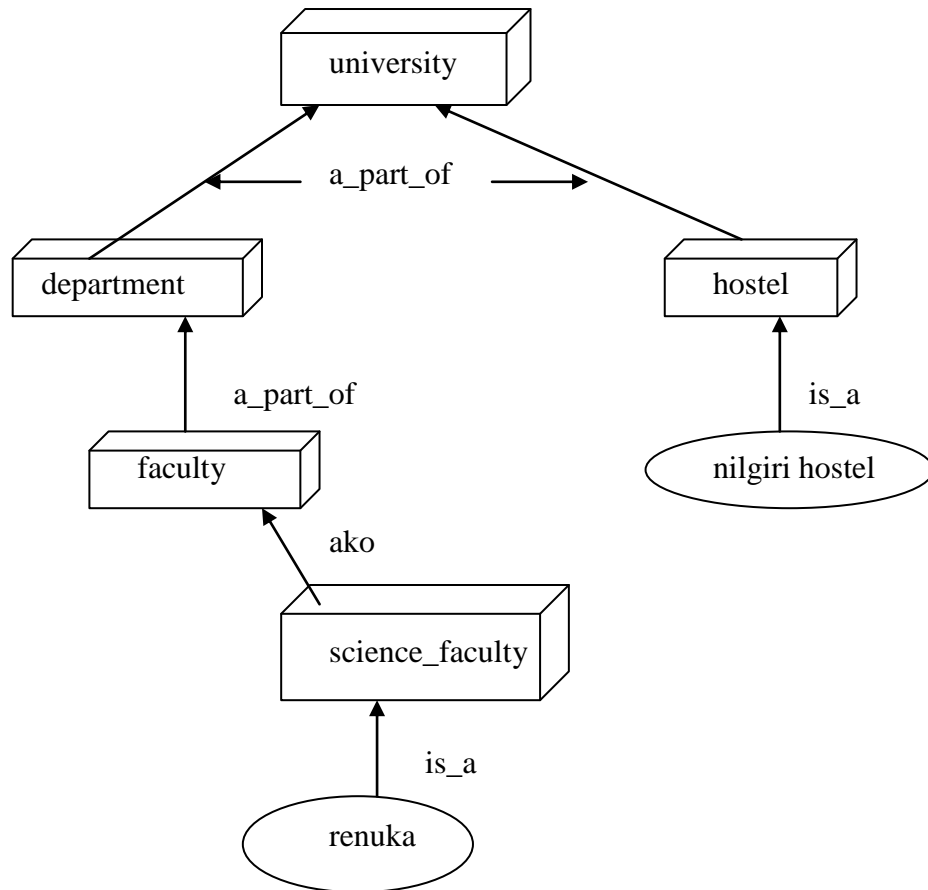 university
a_part_of
department
hostel
a_part_of
is_a
faculty
nilgiri hostel
ako
science_faculty
is_a
renuka